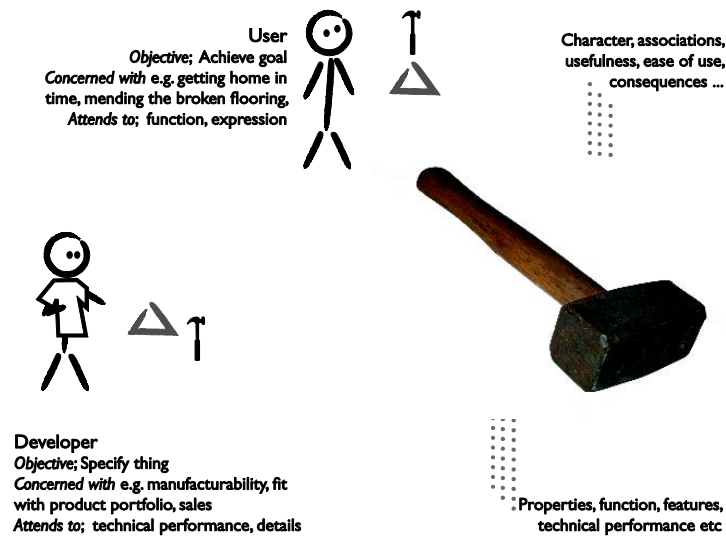 User
Objective; Achieve goal
Concerned with e.g. getting home in
time, mending the broken flooring,
Attends to; function, expression
Character, associations,
usefulness, ease of use,
consequences ...
Developer
Objective; Specify thing
Concerned with e.g. manufacturability, fit
with product portfolio, sales
Attends to; technical performance, details
Properties, function, features,
technical performance etc